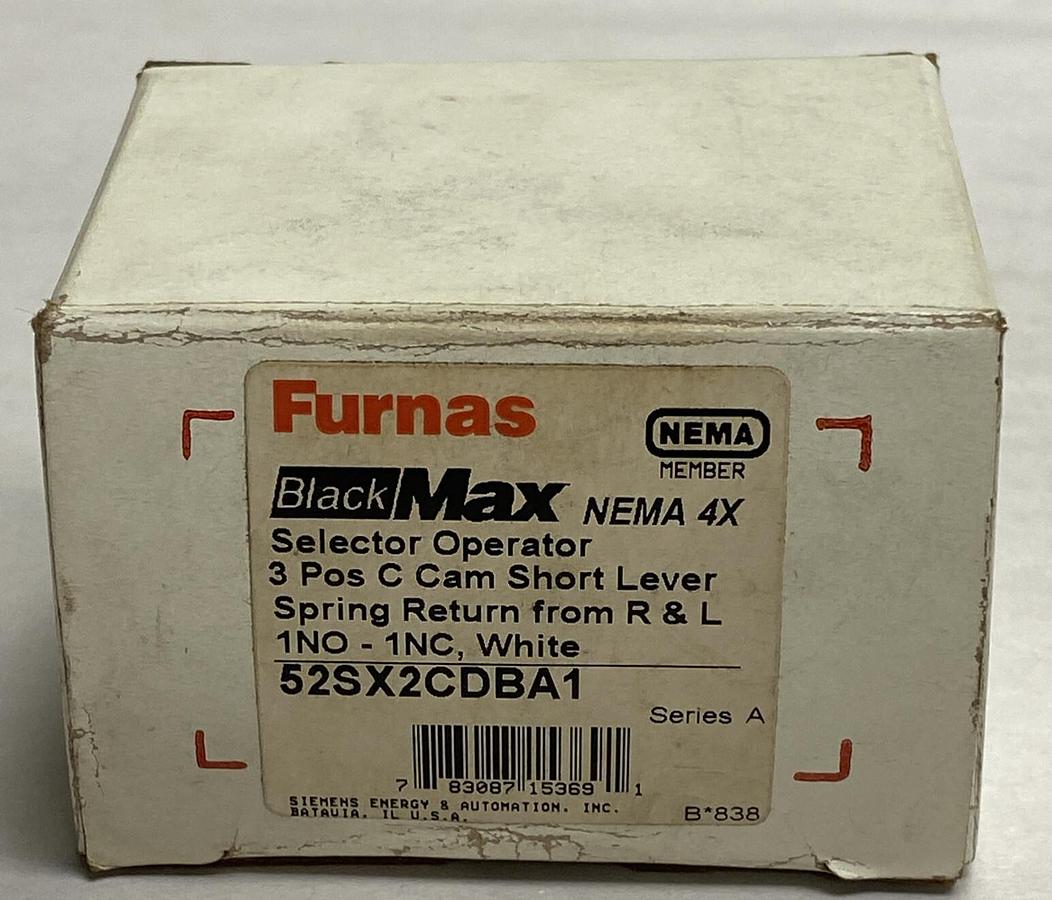 Furnas
NEMA
MEMBER
BlackMax NEMA 4X
Selector Operator
3 Pos C Cam Short Lever
Spring Return from R & L
1NO - 1NC, White
52SX2CDBA1
Series A
7 83087 15369 1
SIEMENS ENERGY & AUTOMATION. INC.
BATAVIA, IL U.S.A.
B*838